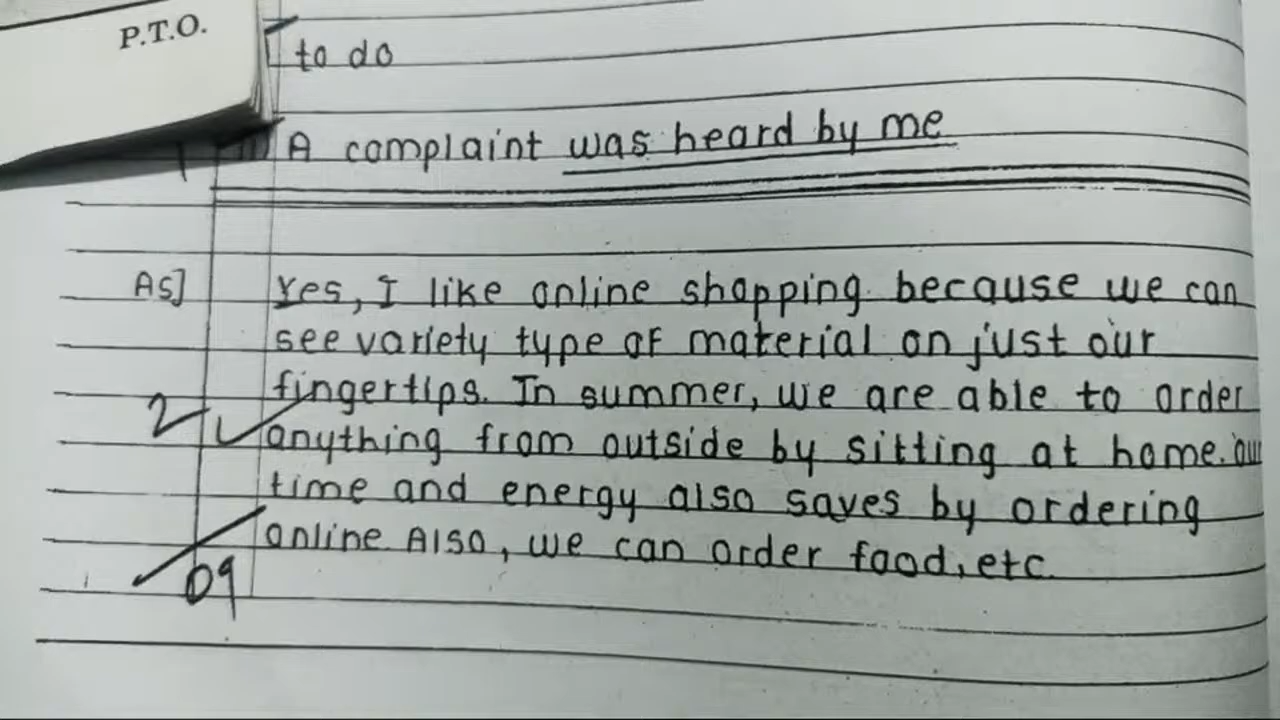 P.T.O.
to do
A complaint was heard by me
A5] Yes, I like online shopping because we can
see variety type of material on just our
fingertips. In summer, we are able to order
2 anything from outside by sitting at home. our
time and energy also saves by ordering
online. Also, we can order food, etc.
09